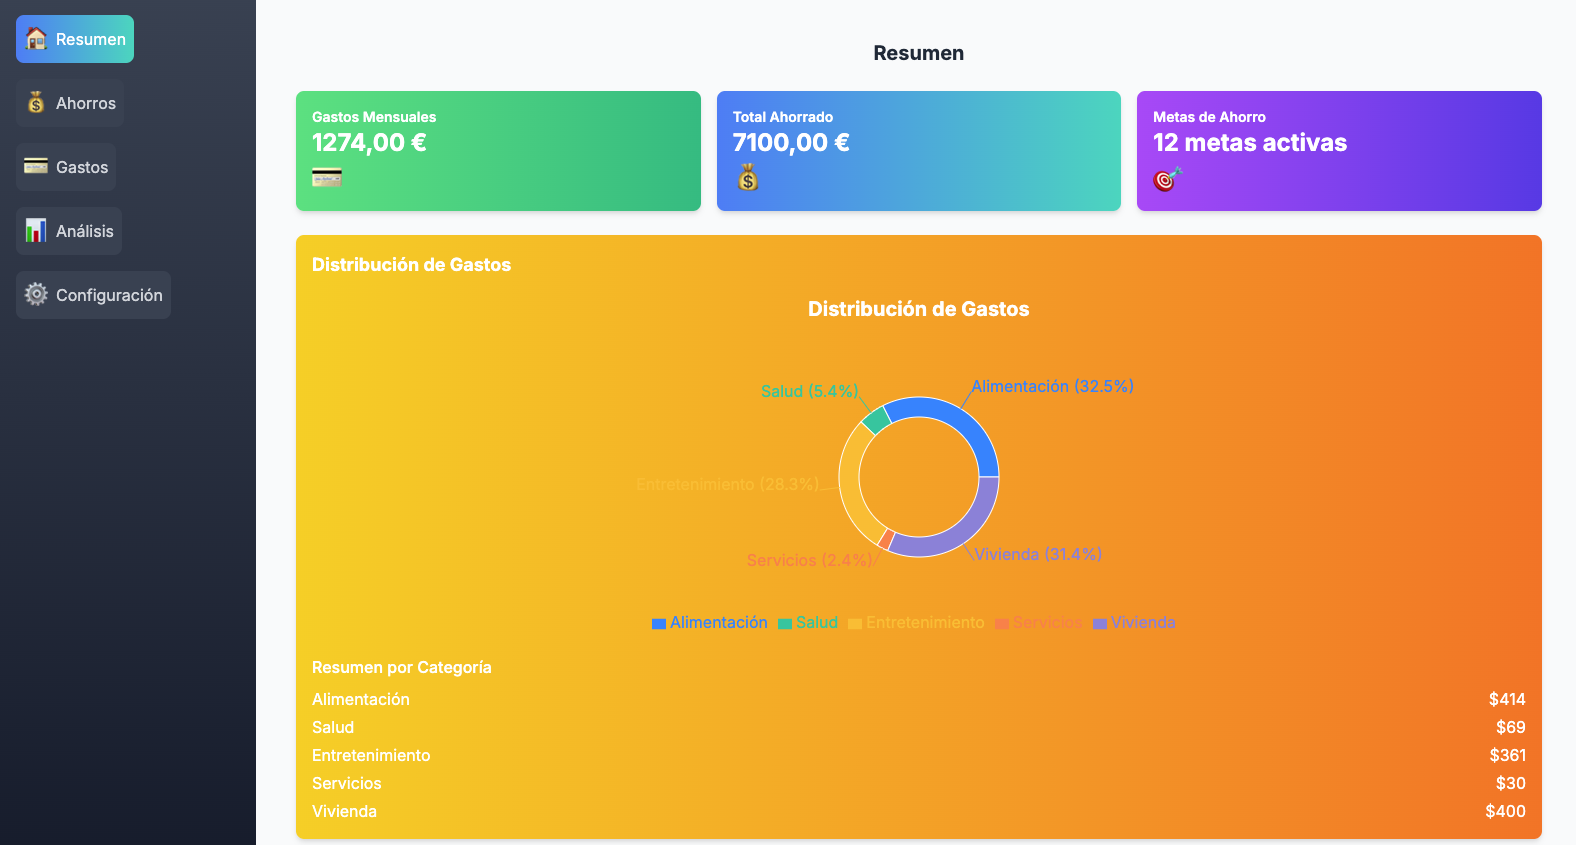 Resumen
Ahorros
Gastos
Análisis
Configuración
Resumen
Gastos Mensuales
1274,00 €
Total Ahorrado
7100,00 €
Metas de Ahorro
12 metas activas
Distribución de Gastos
Distribución de Gastos
Salud (5.4%)
Alimentación (32.5%)
Entretenimiento (28.3%)
Servicios (2.4%)
Vivienda (31.4%)
Alimentación Salud Entretenimiento Servicios Vivienda
Resumen por Categoría
Alimentación $414
Salud $69
Entretenimiento $361
Servicios $30
Vivienda $400